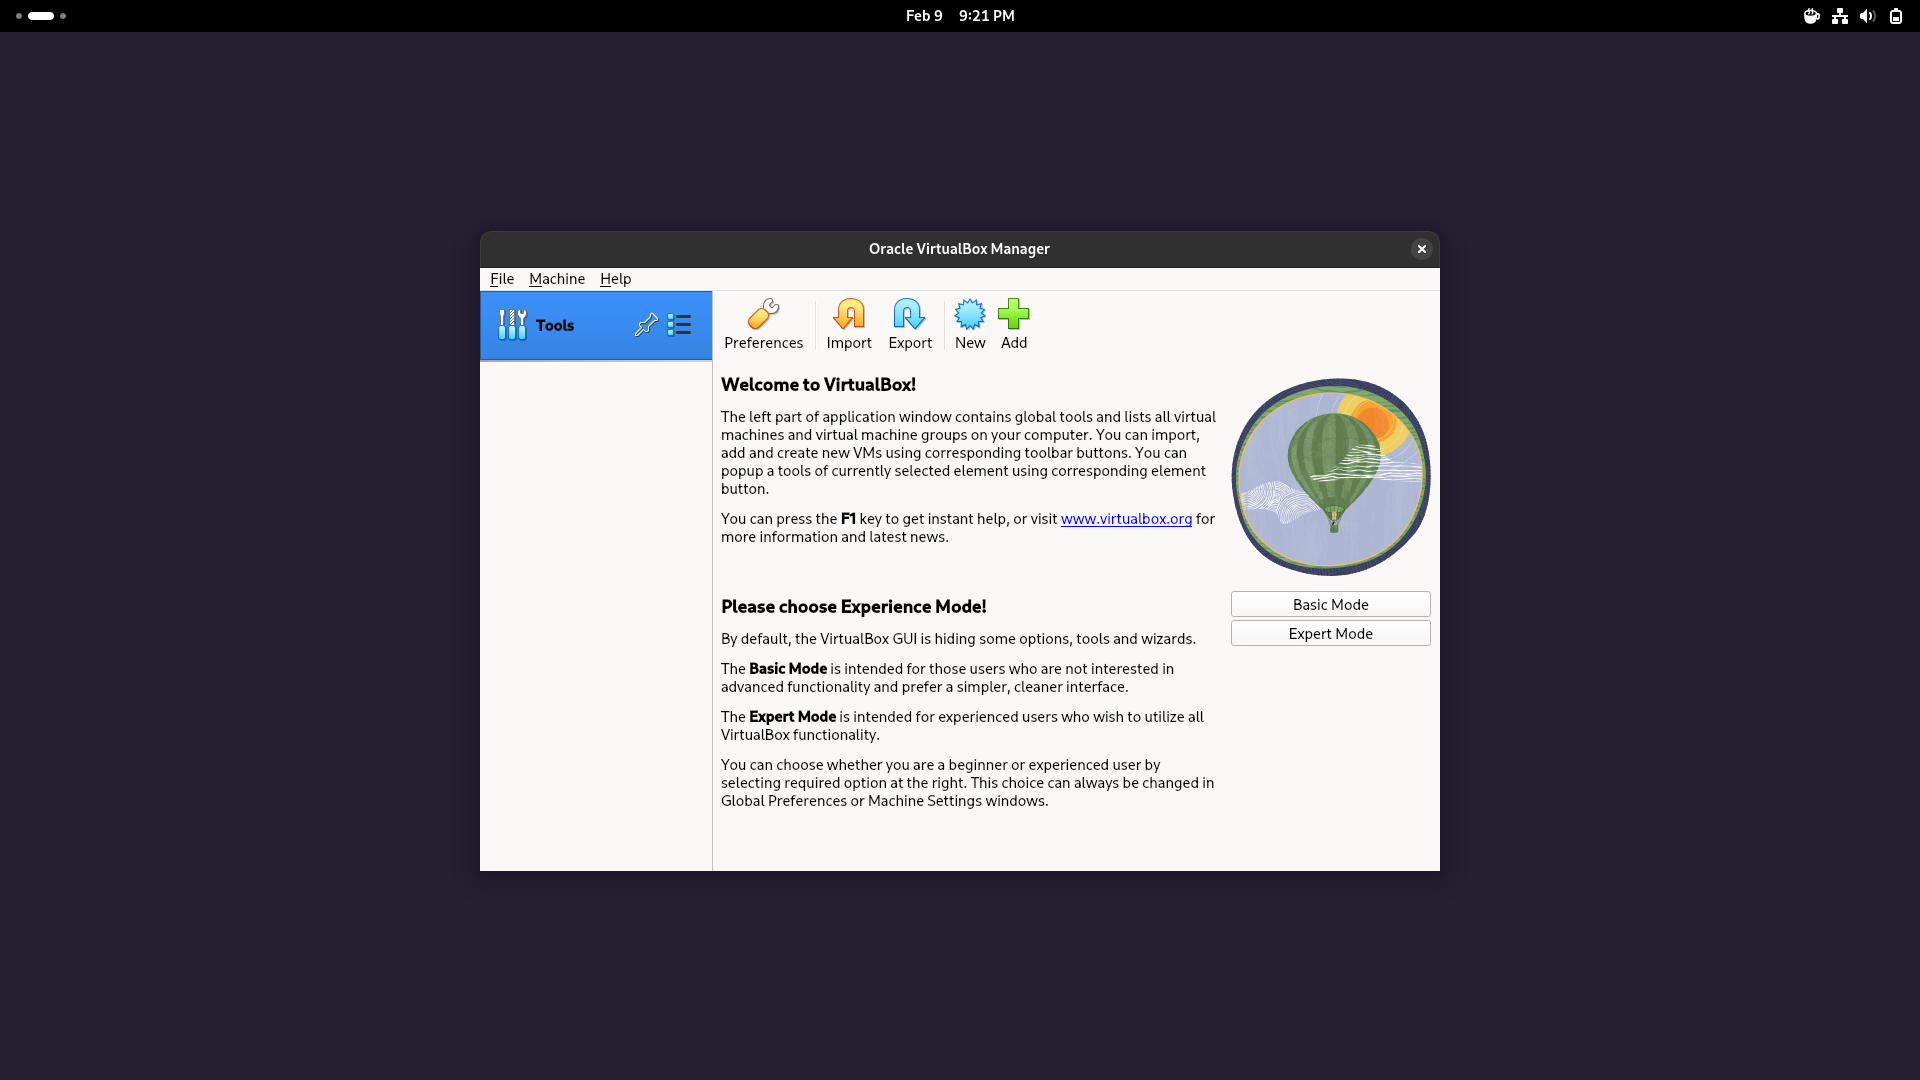 Feb 9 9:21 PM
Oracle VirtualBox Manager
File Machine Help
Tools
Preferences Import Export New Add
Welcome to VirtualBox!
The left part of application window contains global tools and lists all virtual
machines and virtual machine groups on your computer. You can import,
add and create new VMs using corresponding toolbar buttons. You can
popup a tools of currently selected element using corresponding element
button.
You can press the F1 key to get instant help, or visit www.virtualbox.org for
more information and latest news.
Please choose Experience Mode!
By default, the VirtualBox GUI is hiding some options, tools and wizards.
The Basic Mode is intended for those users who are not interested in
advanced functionality and prefer a simpler, cleaner interface.
The Expert Mode is intended for experienced users who wish to utilize all
VirtualBox functionality.
You can choose whether you are a beginner or experienced user by
selecting required option at the right. This choice can always be changed in
Global Preferences or Machine Settings windows.
Basic Mode
Expert Mode